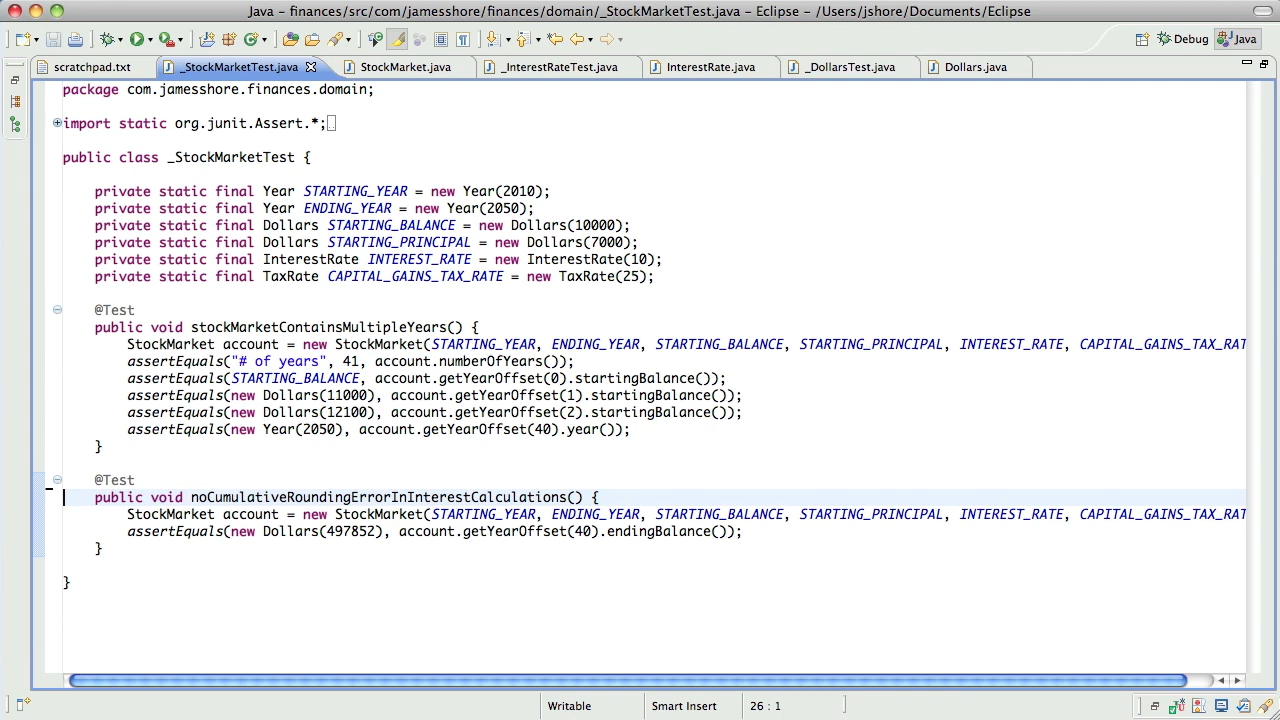 Java – finances/src/com/jamesshore/finances/domain/_StockMarketTest.java – Eclipse – /Users/jshore/Documents/Eclipse
Debug Java
scratchpad.txt _StockMarketTest.java StockMarket.java _InterestRateTest.java InterestRate.java _DollarsTest.java Dollars.java
package com.jamesshore.finances.domain;
import static org.junit.Assert.*;
public class _StockMarketTest {
private static final Year STARTING_YEAR = new Year(2010);
private static final Year ENDING_YEAR = new Year(2050);
private static final Dollars STARTING_BALANCE = new Dollars(10000);
private static final Dollars STARTING_PRINCIPAL = new Dollars(7000);
private static final InterestRate INTEREST_RATE = new InterestRate(10);
private static final TaxRate CAPITAL_GAINS_TAX_RATE = new TaxRate(25);
@Test
public void stockMarketContainsMultipleYears() {
StockMarket account = new StockMarket(STARTING_YEAR, ENDING_YEAR, STARTING_BALANCE, STARTING_PRINCIPAL, INTEREST_RATE, CAPITAL_GAINS_TAX_RAT
assertEquals("# of years", 41, account.numberOfYears());
assertEquals(STARTING_BALANCE, account.getYearOffset(0).startingBalance());
assertEquals(new Dollars(11000), account.getYearOffset(1).startingBalance());
assertEquals(new Dollars(12100), account.getYearOffset(2).startingBalance());
assertEquals(new Year(2050), account.getYearOffset(40).year());
}
@Test
public void noCumulativeRoundingErrorInInterestCalculations() {
StockMarket account = new StockMarket(STARTING_YEAR, ENDING_YEAR, STARTING_BALANCE, STARTING_PRINCIPAL, INTEREST_RATE, CAPITAL_GAINS_TAX_RAT
assertEquals(new Dollars(497852), account.getYearOffset(40).endingBalance());
}
}
Writable Smart Insert 26 : 1